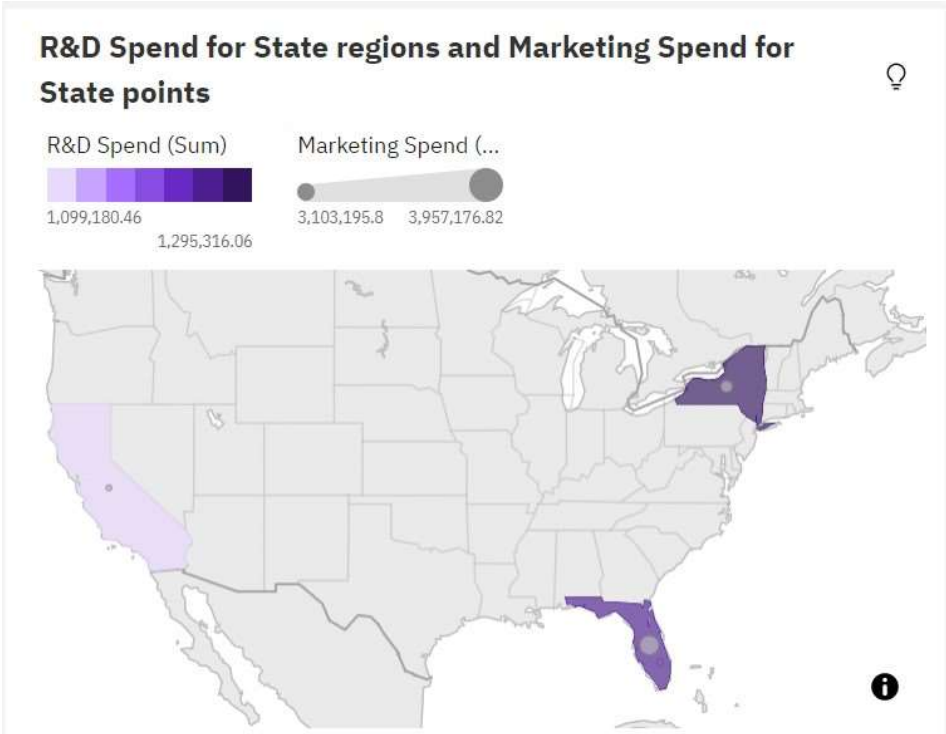 R&D Spend for State regions and Marketing Spend for
State points
R&D Spend (Sum)
Marketing Spend (...
1,099,180.46
1,295,316.06
3,103,195.8 3,957,176.82